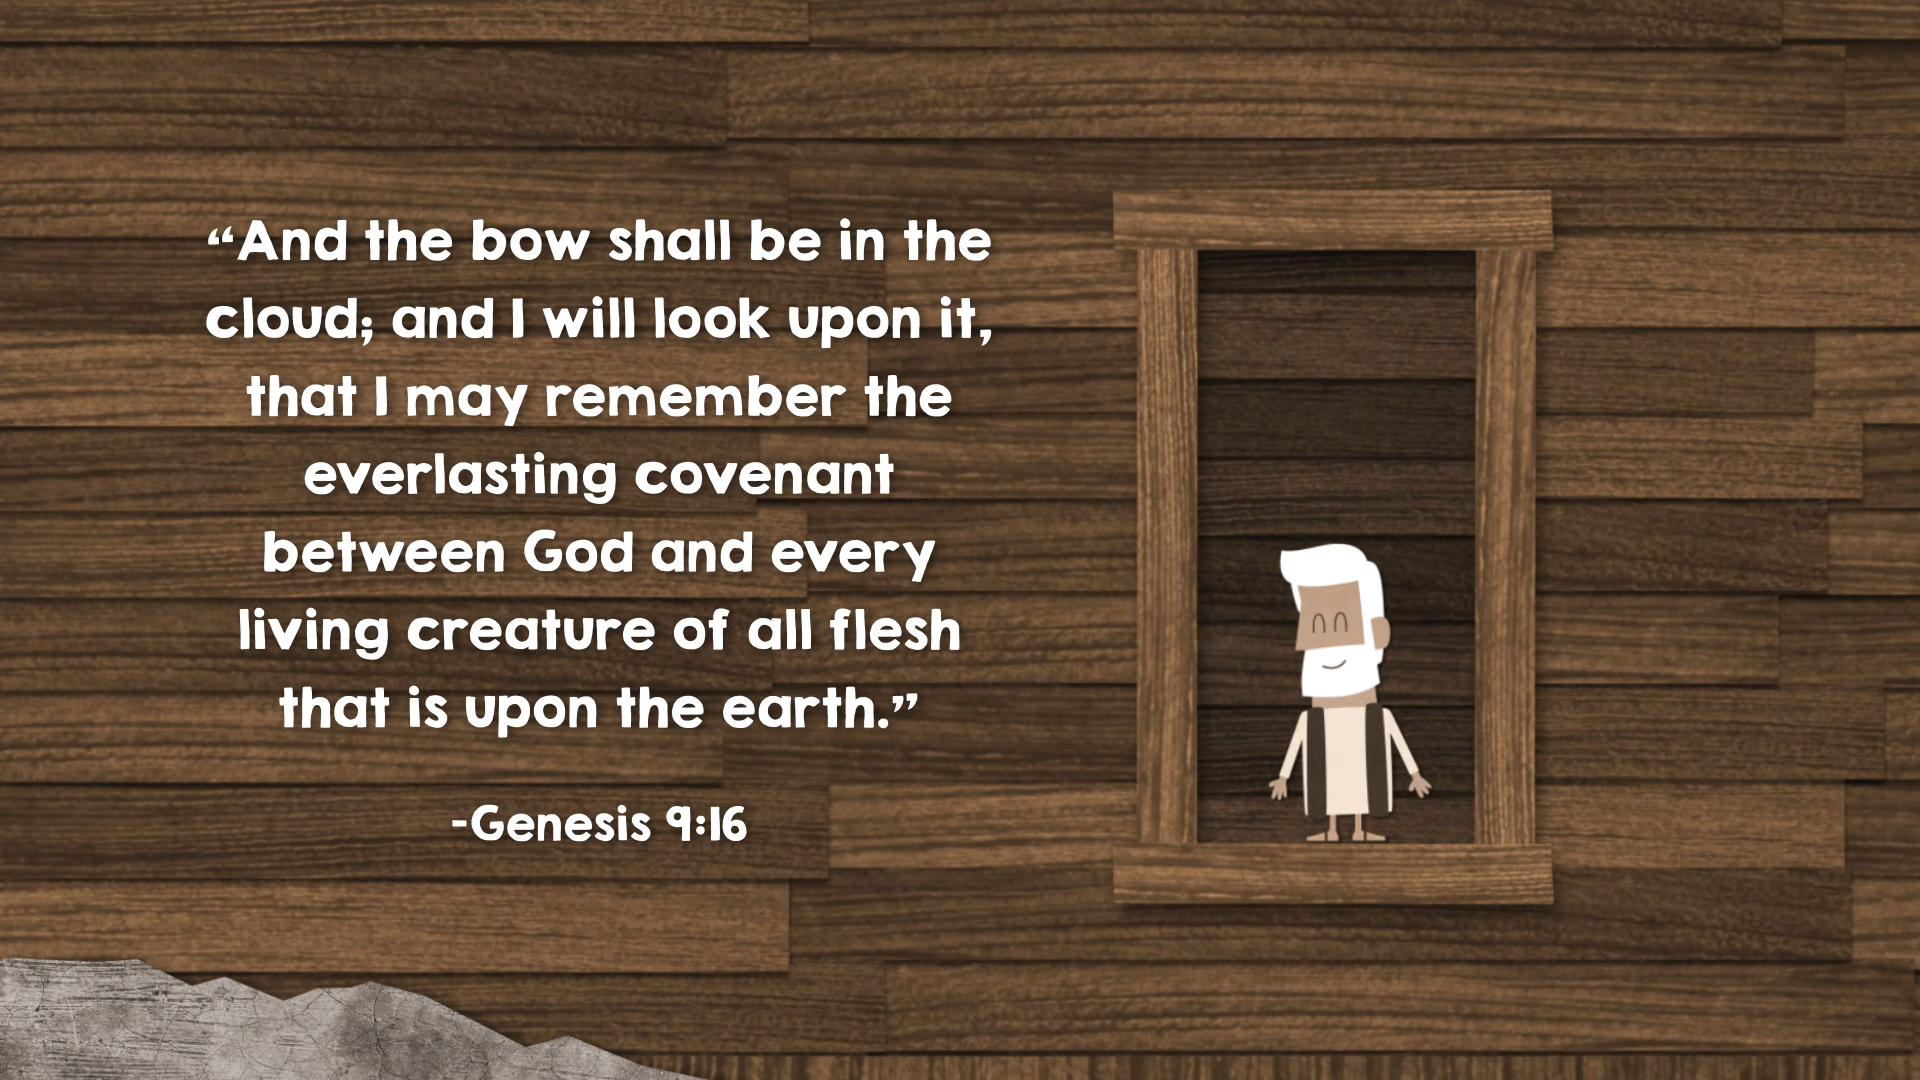 “And the bow shall be in the
cloud; and I will look upon it,
that I may remember the
everlasting covenant
between God and every
living creature of all flesh
that is upon the earth.”
-Genesis 9:16